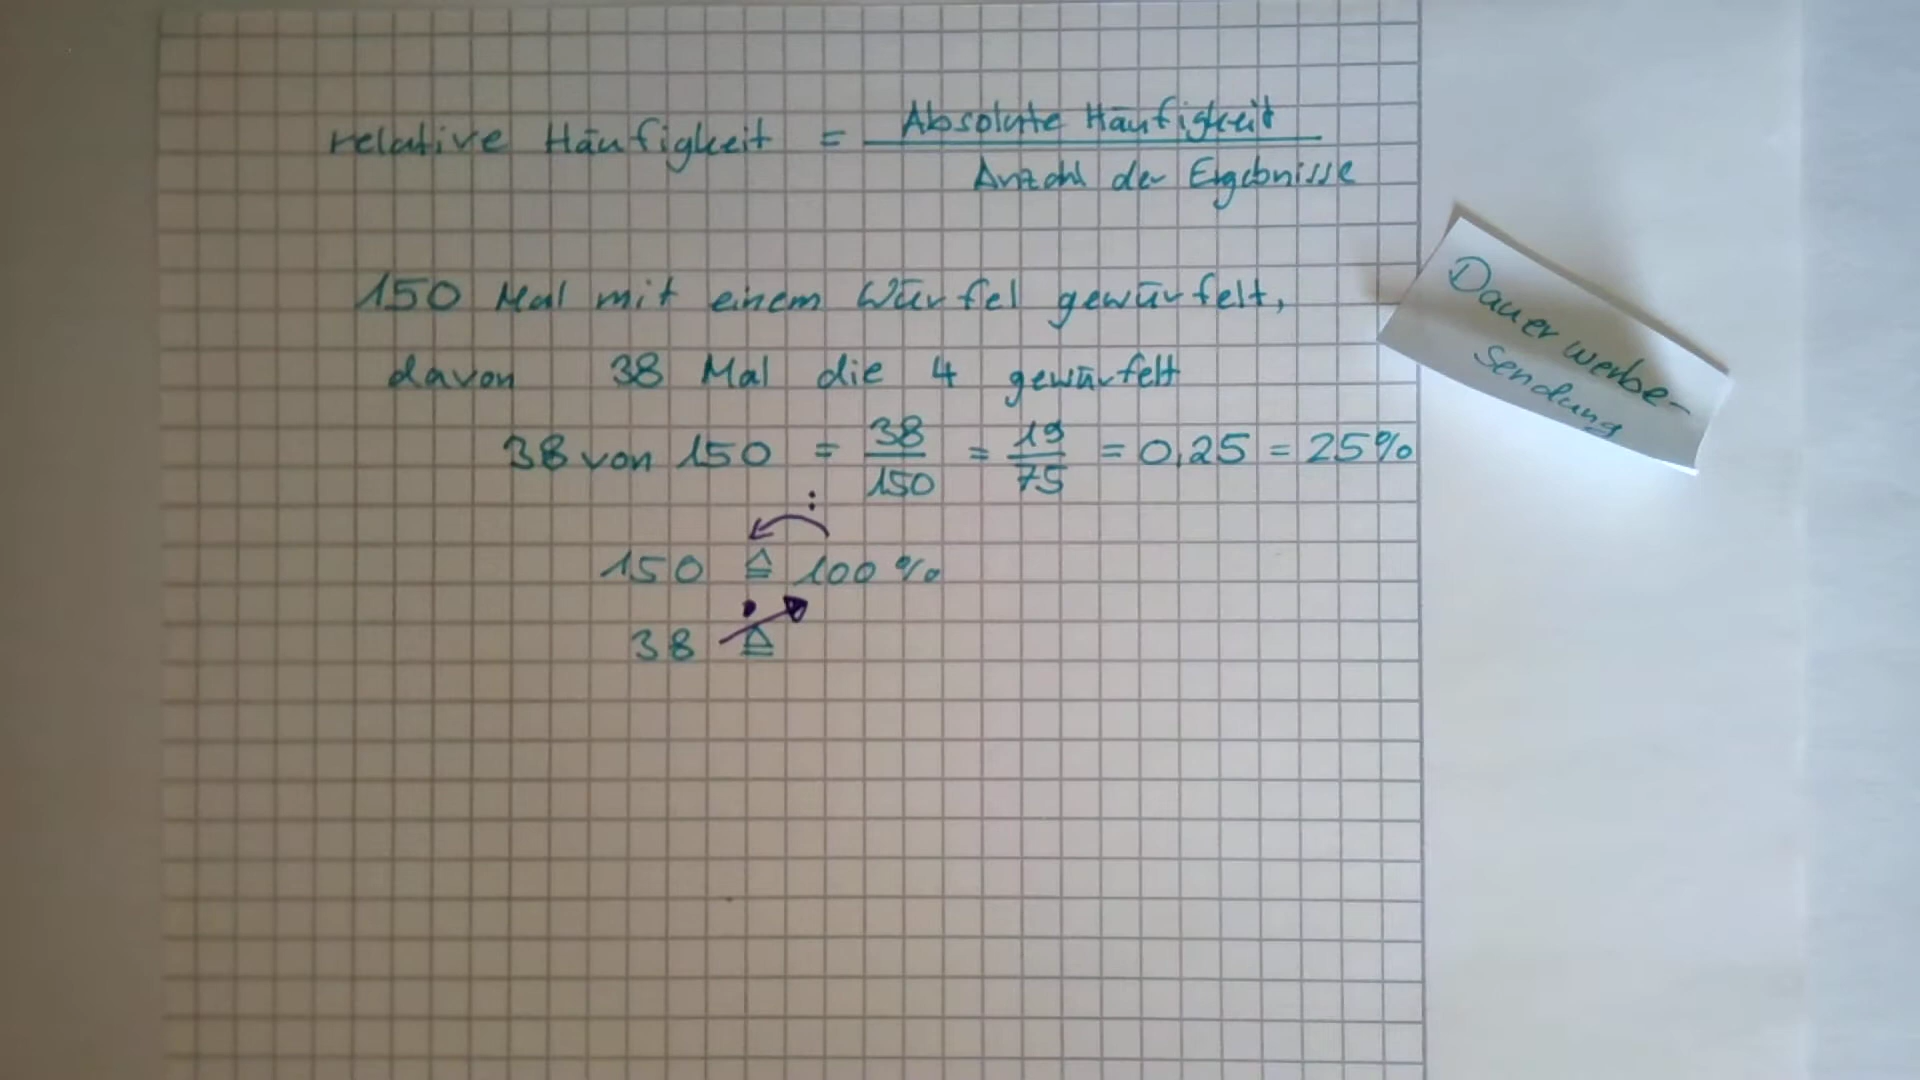 relative Häufigkeit = Absolute Häufigkeit / Anzahl der Ergebnisse
150 Mal mit einem Würfel gewürfelt,
davon 38 Mal die 4 gewürfelt
38 von 150 = 38/150 = 19/75 = 0,25 = 25%
:
150 ≙ 100 %
·
38 ≙
Dauerwerbe-
sendung